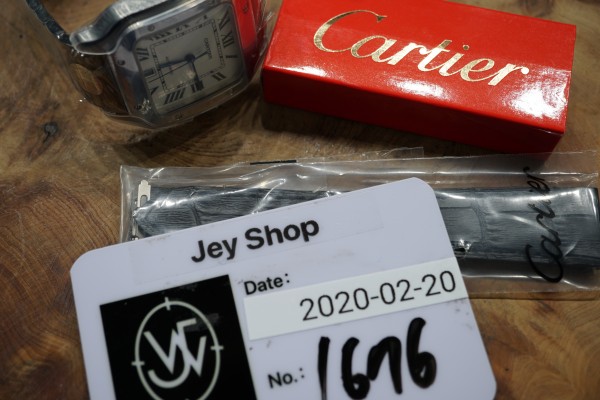 Cartier
Cartier
Jey Shop
Date:
2020-02-20
No.: 1676